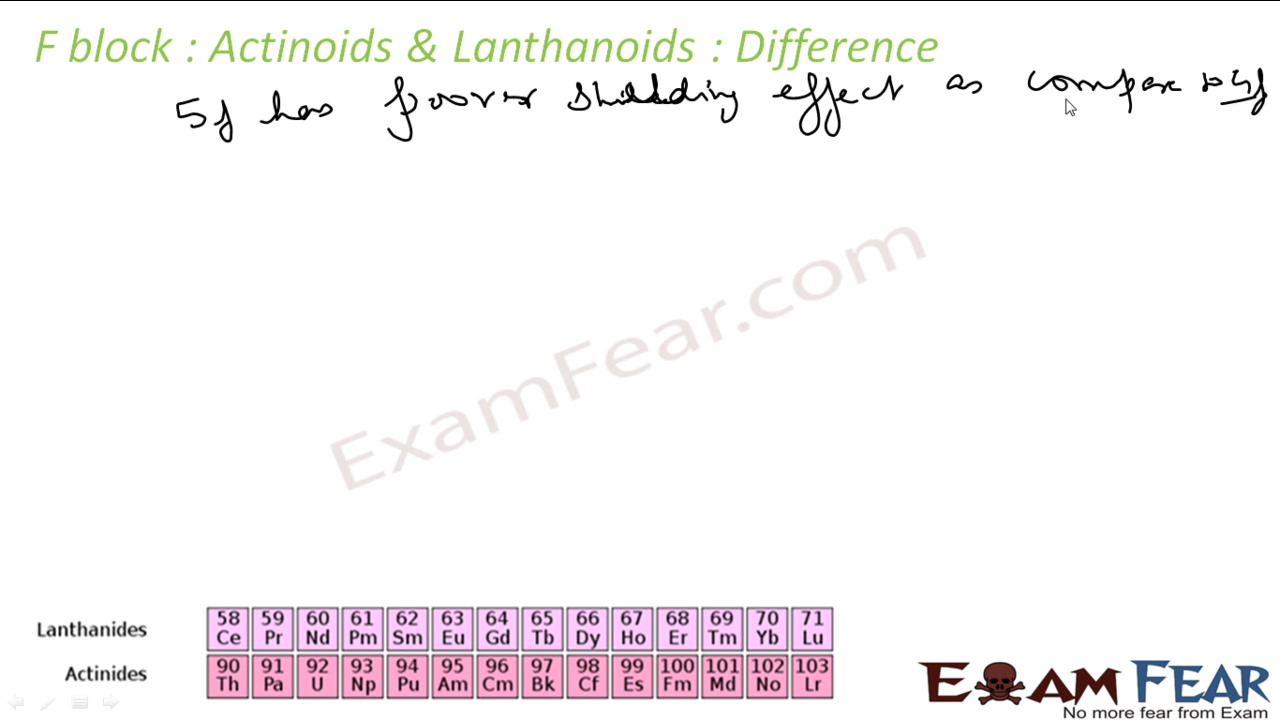 F block : Actinoids & Lanthanoids : Difference
5f has poorer shielding effect as compare to 4f
ExamFear.com
Lanthanides 58 59 60 61 62 63 64 65 66 67 68 69 70 71
Ce Pr Nd Pm Sm Eu Gd Tb Dy Ho Er Tm Yb Lu
Actinides 90 91 92 93 94 95 96 97 98 99 100 101 102 103
Th Pa U Np Pu Am Cm Bk Cf Es Fm Md No Lr
EXAM FEAR
No more fear from Exam